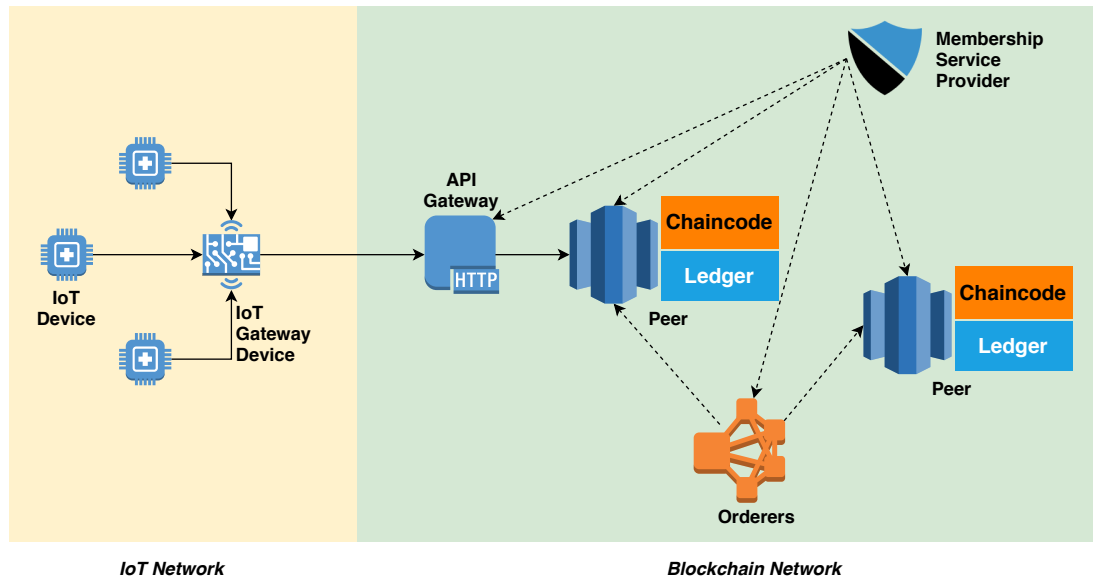 Membership
Service
Provider
API
Gateway
HTTP
Chaincode
Ledger
Peer
Chaincode
Ledger
Peer
IoT
Device
IoT
Gateway
Device
Orderers
IoT Network
Blockchain Network